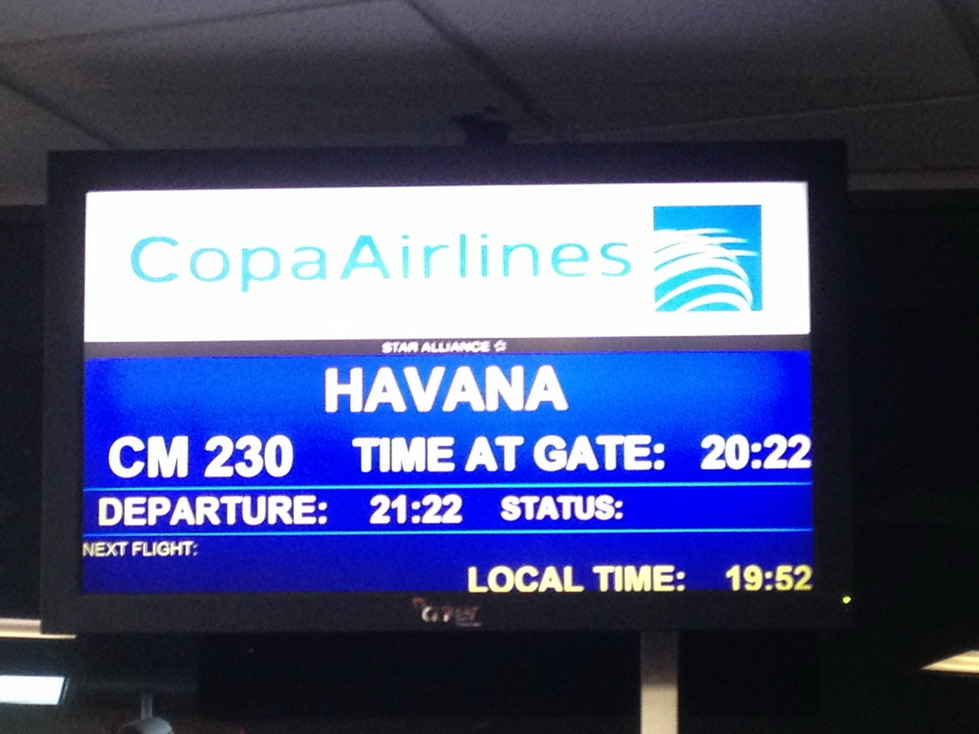 CopaAirlines
STAR ALLIANCE
HAVANA
CM 230 TIME AT GATE: 20:22
DEPARTURE: 21:22 STATUS:
NEXT FLIGHT:
LOCAL TIME: 19:52